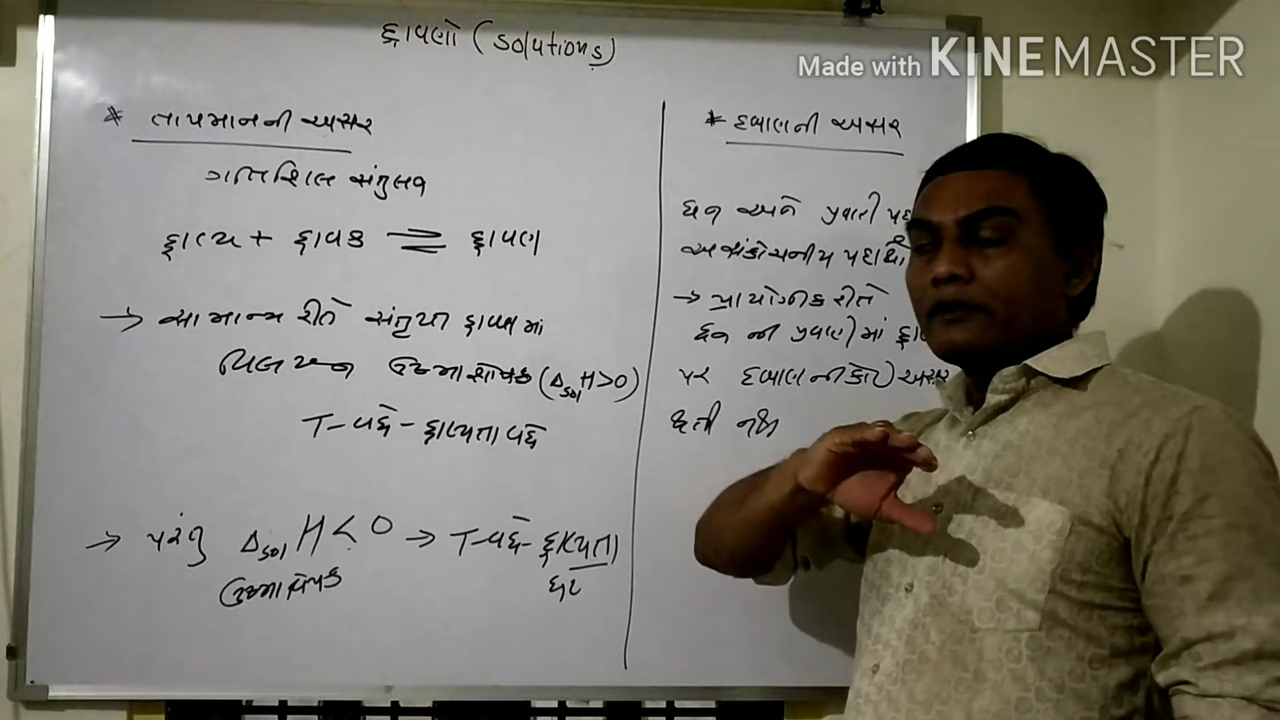 દ્રાવણો (Solutions)
Made with KINEMASTER
* તાપમાનની અસર
ગતિશિલ સંતુલન
દ્રાવ્ય + દ્રાવક ⇌ દ્રાવણ
→ સામાન્ય રીતે સંતૃપ્ત દ્રાવણ માં
વિલયન ઉષ્માશોષક (ΔsolH>0)
T-વધે - દ્રાવ્યતા વધે
→ પરંતુ ΔsolH < 0 → T-વધે- દ્રાવ્યતા
ઉષ્માક્ષેપક ઘટે
* દબાણની અસર
ઘન અને પ્રવાહી
અસંકોચનીય પદાર્થો
→ પ્રાયોગીક રીતે
ઘન ની પ્રવાહીમાં
પર દબાણની કોઈ અસર
થતી નથી